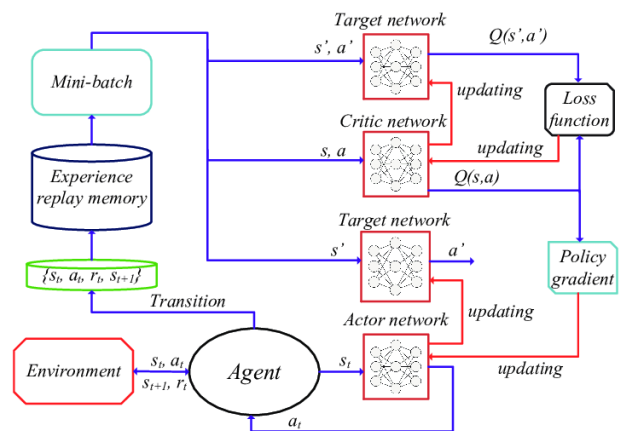 Target network
s', a'
Q(s',a')
Mini-batch
updating
Loss
function
Critic network
updating
s, a
Q(s,a)
Experience
replay memory
Target network
s'
a'
Policy
gradient
{sₜ, aₜ, rₜ, sₜ₊₁}
Transition
updating
Actor network
Environment
sₜ, aₜ
sₜ₊₁, rₜ
Agent
sₜ
updating
aₜ